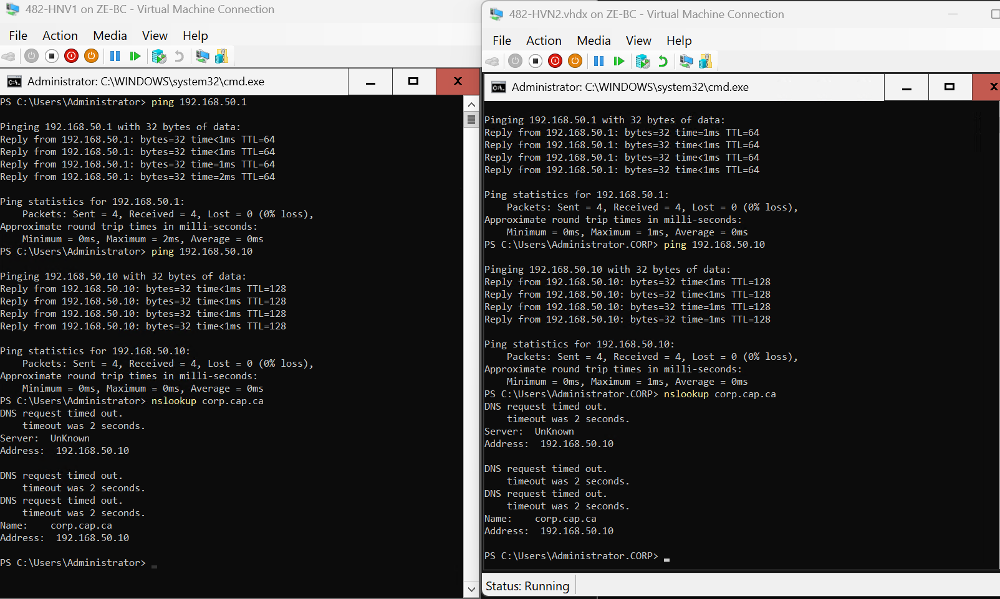 482-HNV1 on ZE-BC - Virtual Machine Connection
File Action Media View Help
Administrator: C:\WINDOWS\system32\cmd.exe
PS C:\Users\Administrator> ping 192.168.50.1
Pinging 192.168.50.1 with 32 bytes of data:
Reply from 192.168.50.1: bytes=32 time<1ms TTL=64
Reply from 192.168.50.1: bytes=32 time<1ms TTL=64
Reply from 192.168.50.1: bytes=32 time=1ms TTL=64
Reply from 192.168.50.1: bytes=32 time=2ms TTL=64
Ping statistics for 192.168.50.1:
Packets: Sent = 4, Received = 4, Lost = 0 (0% loss),
Approximate round trip times in milli-seconds:
Minimum = 0ms, Maximum = 2ms, Average = 0ms
PS C:\Users\Administrator> ping 192.168.50.10
Pinging 192.168.50.10 with 32 bytes of data:
Reply from 192.168.50.10: bytes=32 time<1ms TTL=128
Reply from 192.168.50.10: bytes=32 time<1ms TTL=128
Reply from 192.168.50.10: bytes=32 time<1ms TTL=128
Reply from 192.168.50.10: bytes=32 time<1ms TTL=128
Ping statistics for 192.168.50.10:
Packets: Sent = 4, Received = 4, Lost = 0 (0% loss),
Approximate round trip times in milli-seconds:
Minimum = 0ms, Maximum = 0ms, Average = 0ms
PS C:\Users\Administrator> nslookup corp.cap.ca
DNS request timed out.
timeout was 2 seconds.
Server:  UnKnown
Address:  192.168.50.10
DNS request timed out.
timeout was 2 seconds.
DNS request timed out.
timeout was 2 seconds.
Name:    corp.cap.ca
Address:  192.168.50.10
PS C:\Users\Administrator>
482-HVN2.vhdx on ZE-BC - Virtual Machine Connection
File Action Media View Help
Administrator: C:\WINDOWS\system32\cmd.exe
Pinging 192.168.50.1 with 32 bytes of data:
Reply from 192.168.50.1: bytes=32 time=1ms TTL=64
Reply from 192.168.50.1: bytes=32 time<1ms TTL=64
Reply from 192.168.50.1: bytes=32 time<1ms TTL=64
Reply from 192.168.50.1: bytes=32 time<1ms TTL=64
Ping statistics for 192.168.50.1:
Packets: Sent = 4, Received = 4, Lost = 0 (0% loss),
Approximate round trip times in milli-seconds:
Minimum = 0ms, Maximum = 1ms, Average = 0ms
PS C:\Users\Administrator.CORP> ping 192.168.50.10
Pinging 192.168.50.10 with 32 bytes of data:
Reply from 192.168.50.10: bytes=32 time<1ms TTL=128
Reply from 192.168.50.10: bytes=32 time<1ms TTL=128
Reply from 192.168.50.10: bytes=32 time=1ms TTL=128
Reply from 192.168.50.10: bytes=32 time=1ms TTL=128
Ping statistics for 192.168.50.10:
Packets: Sent = 4, Received = 4, Lost = 0 (0% loss),
Approximate round trip times in milli-seconds:
Minimum = 0ms, Maximum = 1ms, Average = 0ms
PS C:\Users\Administrator.CORP> nslookup corp.cap.ca
DNS request timed out.
timeout was 2 seconds.
Server:  UnKnown
Address:  192.168.50.10
DNS request timed out.
timeout was 2 seconds.
DNS request timed out.
timeout was 2 seconds.
Name:    corp.cap.ca
Address:  192.168.50.10
PS C:\Users\Administrator.CORP>
Status: Running